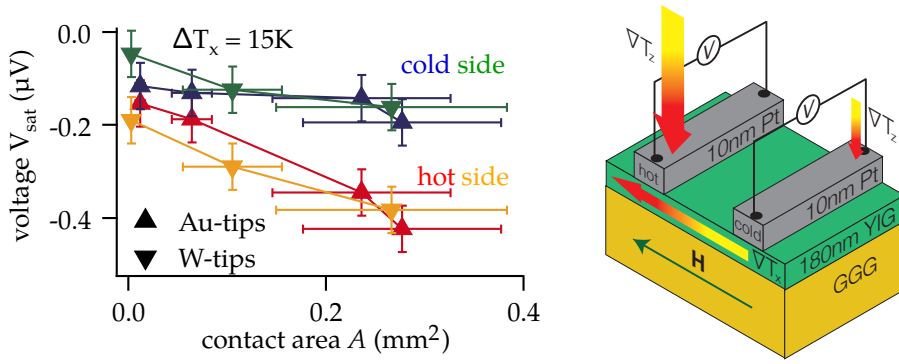 0.0
-0.2
-0.4
voltage V_sat (µV)
ΔT_x = 15K
cold side
hot side
Au-tips
W-tips
0.0
0.2
0.4
contact area A (mm²)
∇T_z
V
V
∇T_z
10nm Pt
hot
10nm Pt
cold
∇T_x
180nm YIG
H
GGG